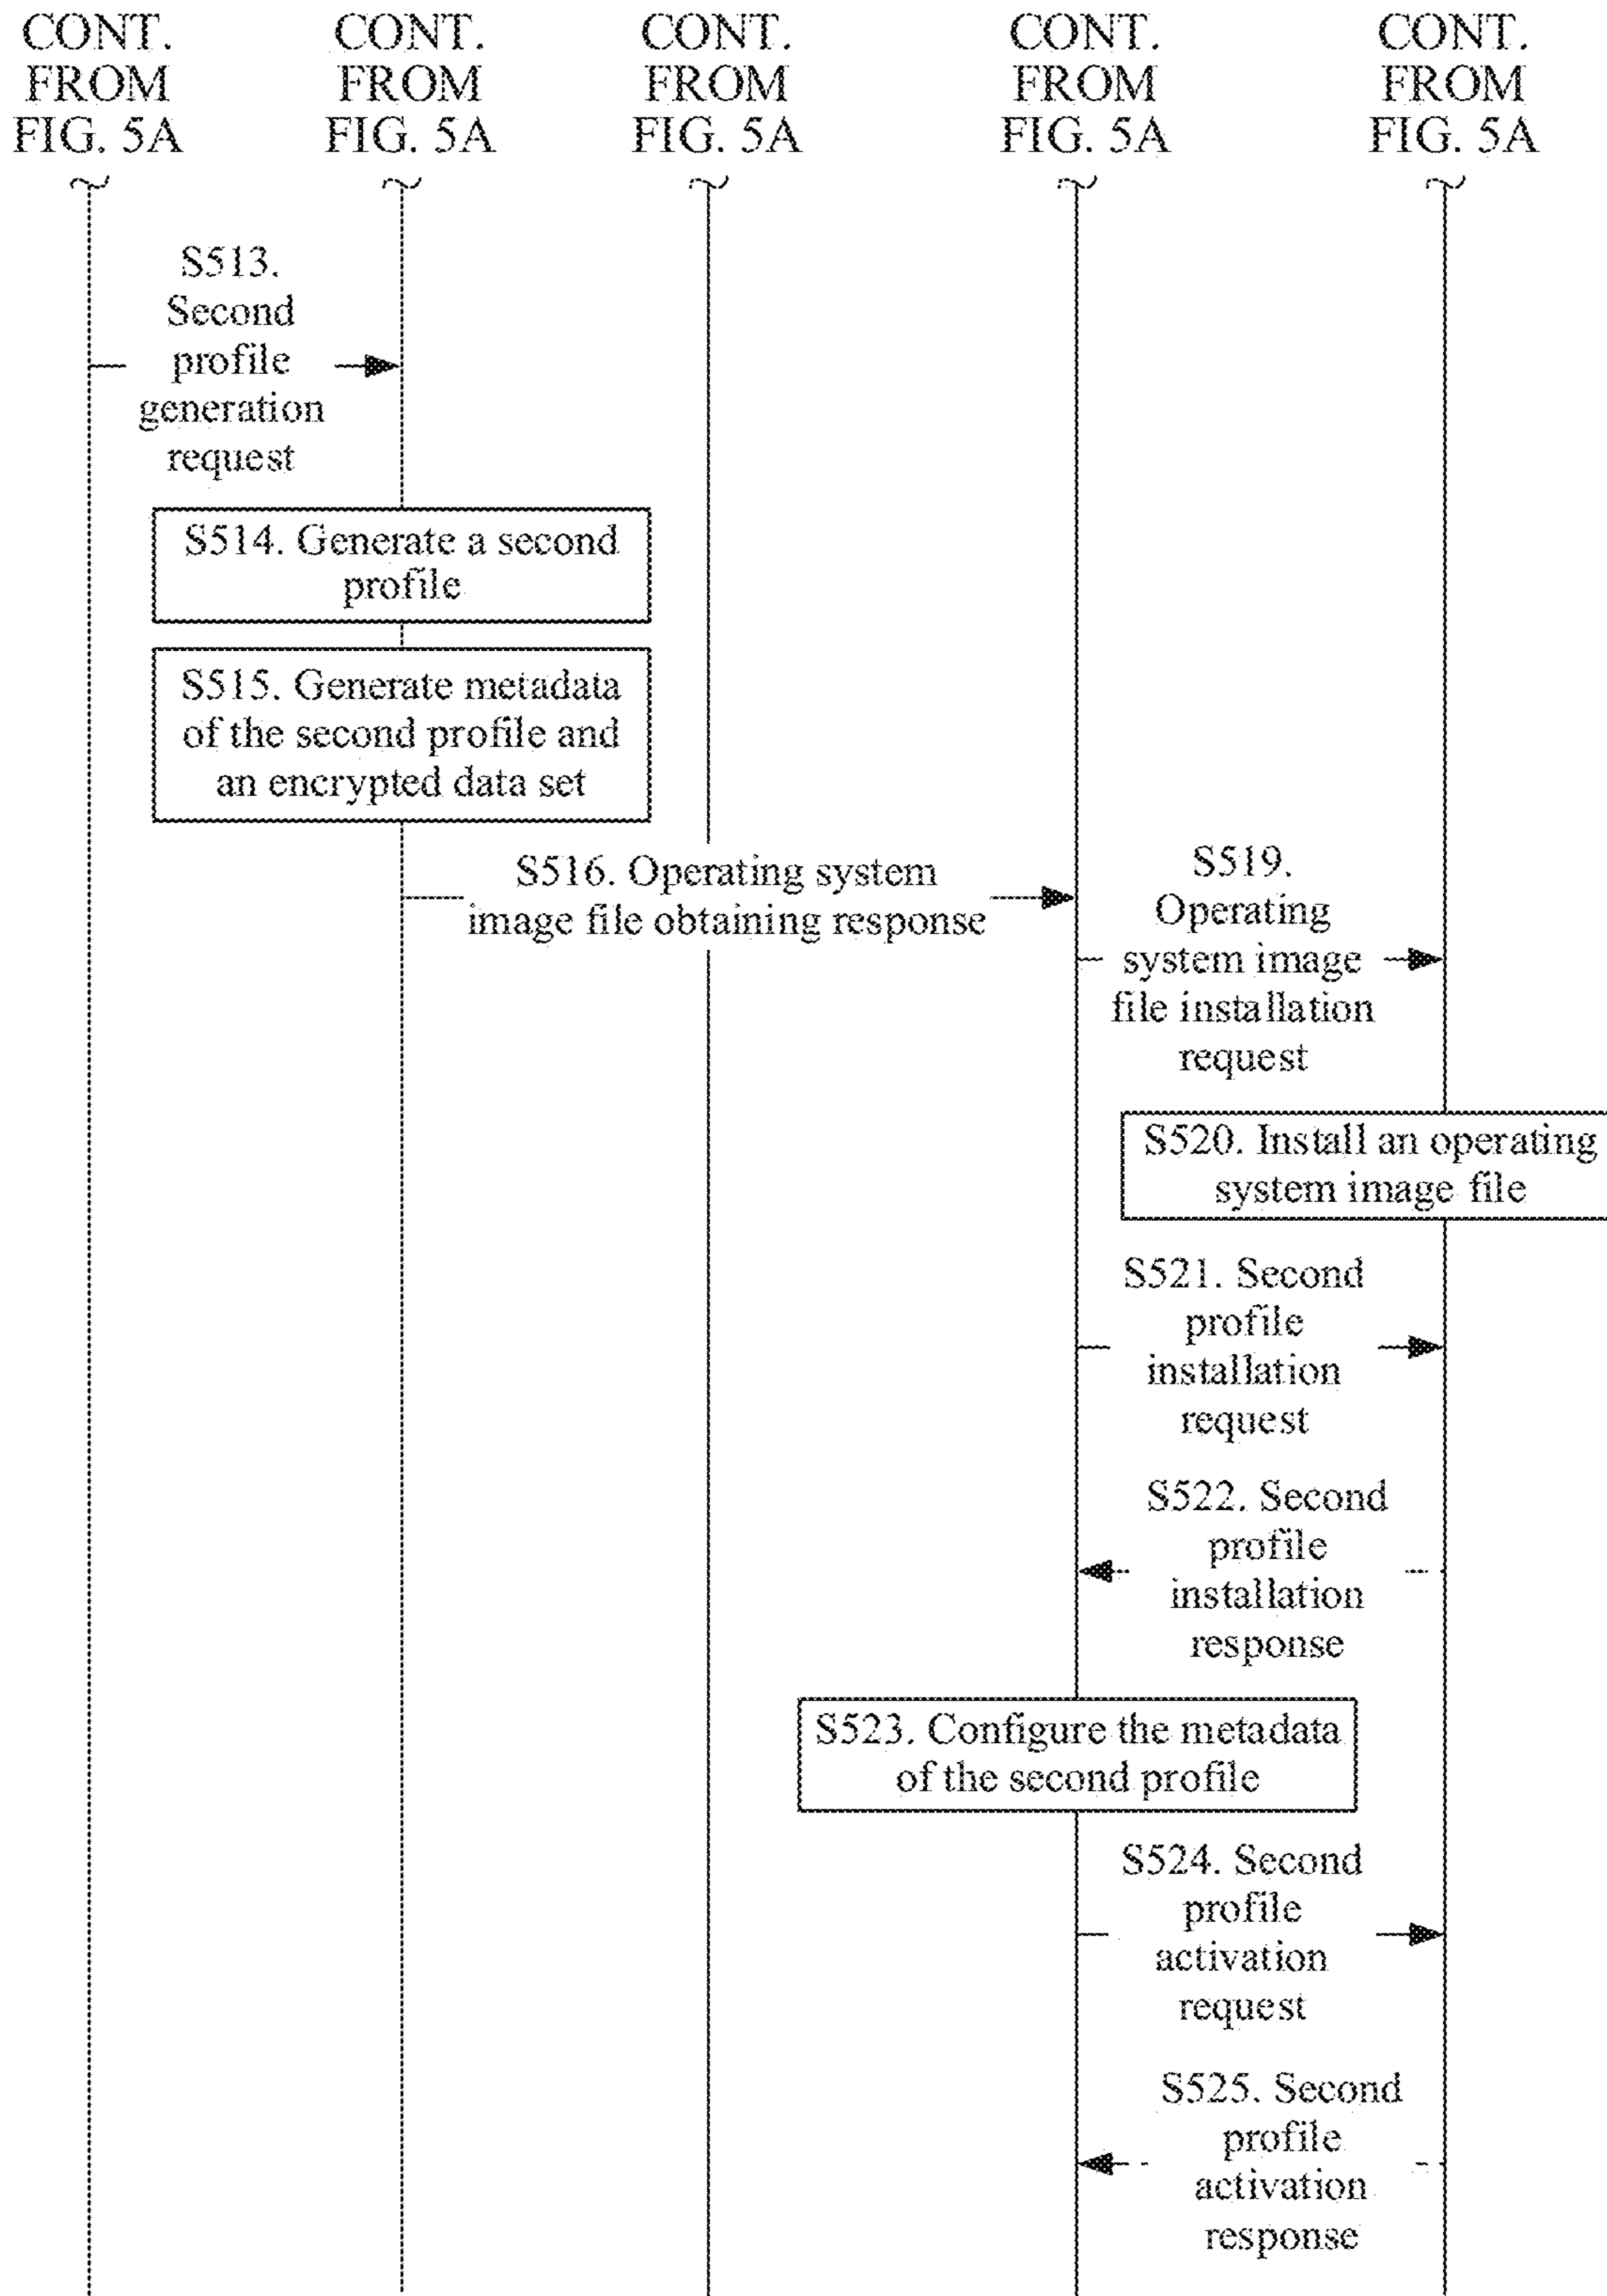 CONT.
FROM
FIG. 5A
CONT.
FROM
FIG. 5A
CONT.
FROM
FIG. 5A
CONT.
FROM
FIG. 5A
CONT.
FROM
FIG. 5A
S513.
Second
profile
generation
request
S514. Generate a second
profile
S515. Generate metadata
of the second profile and
an encrypted data set
S516. Operating system
image file obtaining response
S519.
Operating
system image
file installation
request
S520. Install an operating
system image file
S521. Second
profile
installation
request
S522. Second
profile
installation
response
S523. Configure the metadata
of the second profile
S524. Second
profile
activation
request
S525. Second
profile
activation
response